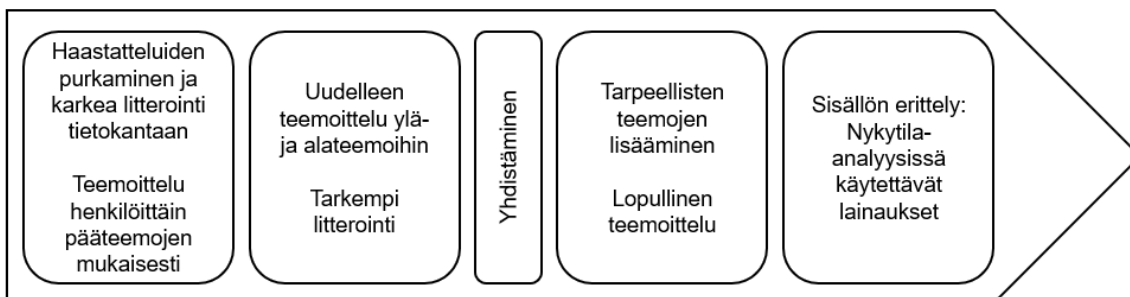 Haastatteluiden
purkaminen ja
karkea litterointi
tietokantaan
Teemoittelu
henkilöittäin
pääteemojen
mukaisesti
Uudelleen
teemoittelu ylä-
ja alateemoihin
Tarkempi
litterointi
Yhdistäminen
Tarpeellisten
teemojen
lisääminen
Lopullinen
teemoittelu
Sisällön erittely:
Nykytila-
analyysissä
käytettävät
lainaukset